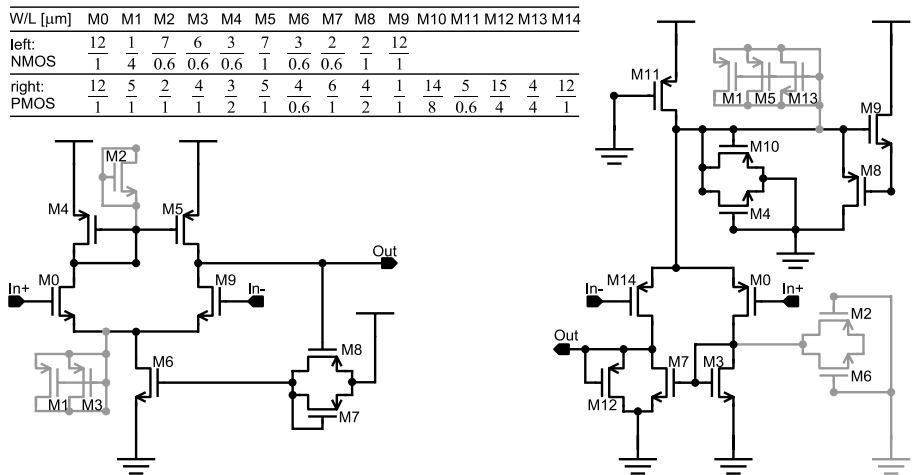 W/L [μm] M0 M1 M2 M3 M4 M5 M6 M7 M8 M9 M10 M11 M12 M13 M14
left: NMOS 12/1 1/4 7/0.6 6/0.6 3/0.6 7/1 3/0.6 2/0.6 2/1 12/1
right: PMOS 12/1 5/1 2/1 4/1 3/2 5/1 4/0.6 6/1 4/2 1/1 14/8 5/0.6 15/4 4/4 12/1
M2
M4 M5
Out
M0 M9
In+ In-
M6 M8
M1 M3
M7
M11
M1 M5 M13
M9
M10
M8
M4
M14 M0
In- In+
M2
Out
M7 M3
M6
M12